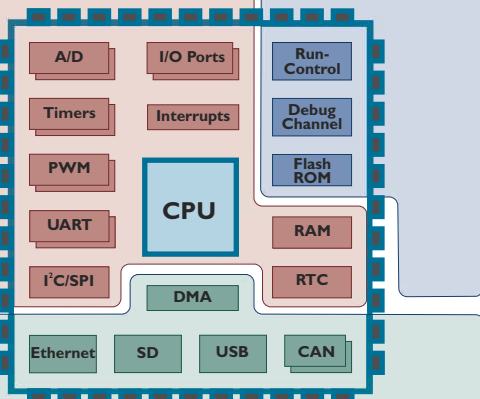 A/D
I/O Ports
Run-
Control
Timers
Interrupts
Debug
Channel
PWM
Flash
ROM
CPU
UART
RAM
I²C/SPI
RTC
DMA
Ethernet
SD
USB
CAN